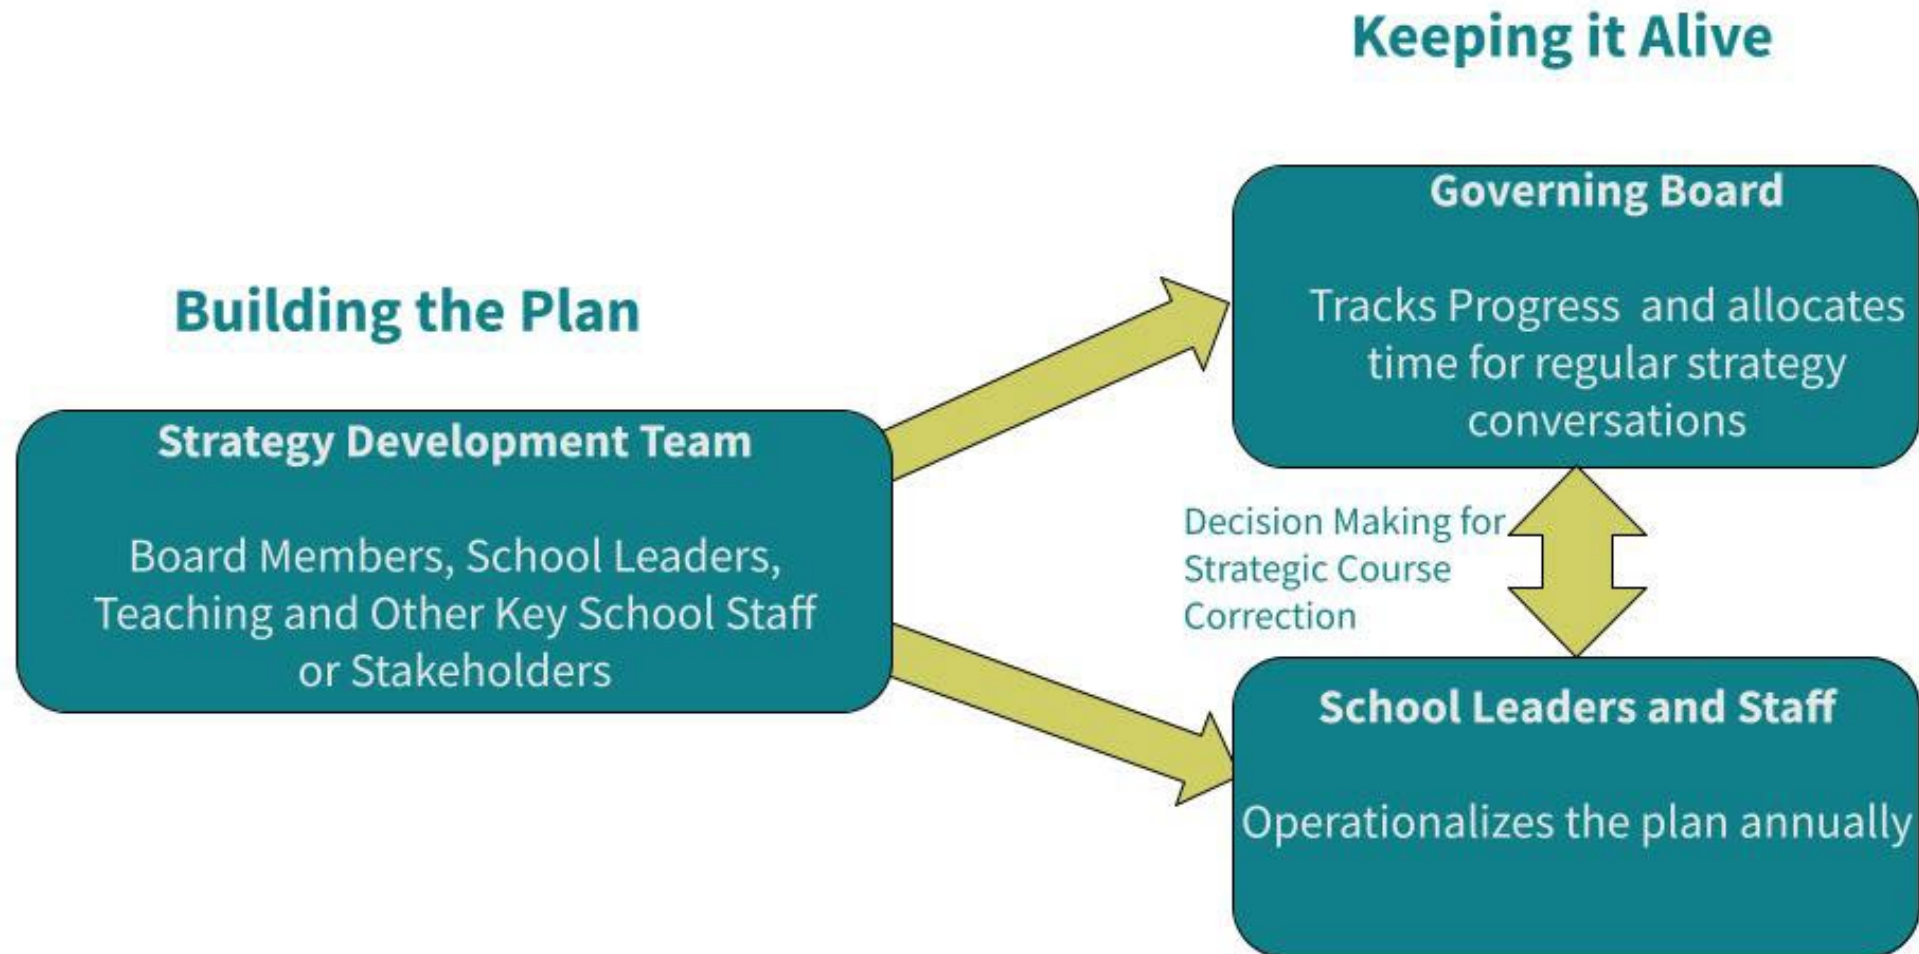 Keeping it Alive
Building the Plan
Strategy Development Team
Board Members, School Leaders,
Teaching and Other Key School Staff
or Stakeholders
Governing Board
Tracks Progress  and allocates
time for regular strategy
conversations
Decision Making for
Strategic Course
Correction
School Leaders and Staff
Operationalizes the plan annually